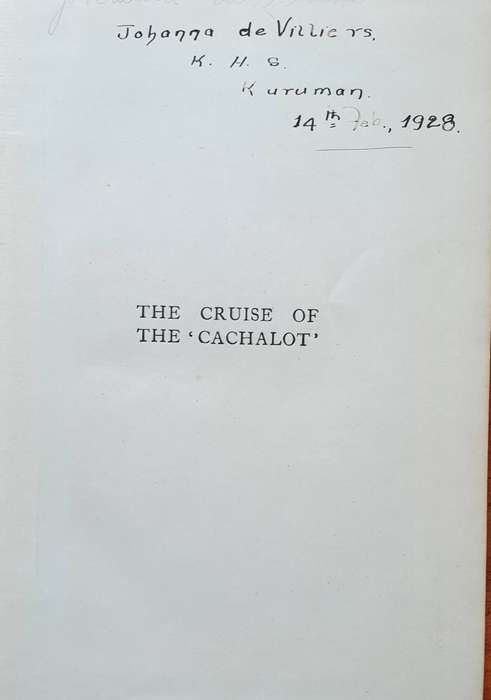 Johanna de Villiers.
K. H. S.
Kuruman.
14th Feb., 1928.
THE CRUISE OF
THE ‘CACHALOT’